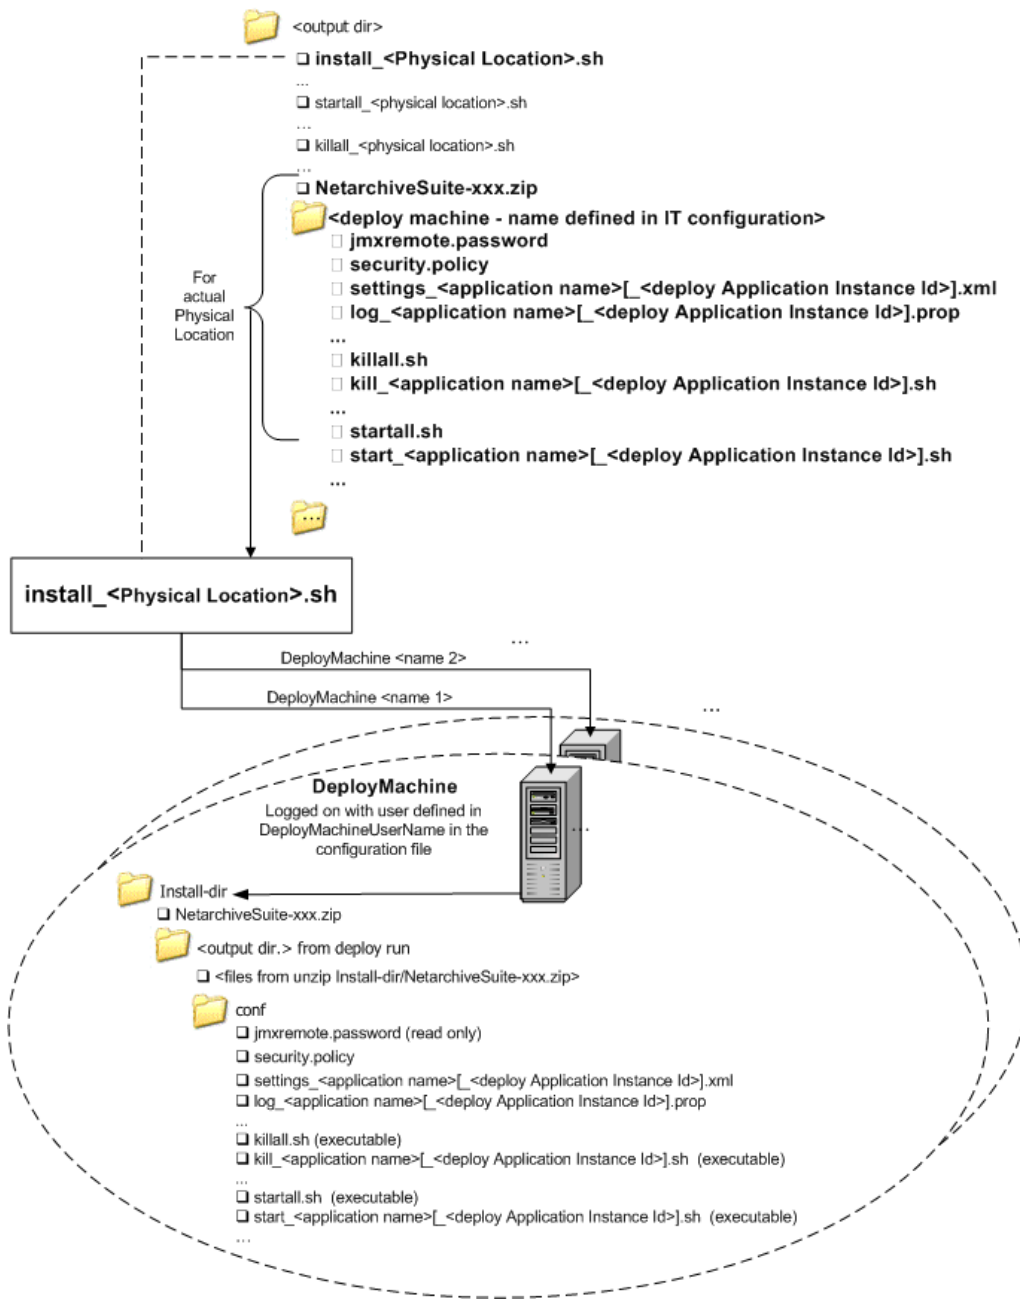 <output dir>
install_<Physical Location>.sh
...
startall_<physical location>.sh
...
killall_<physical location>.sh
...
NetarchiveSuite-xxx.zip
<deploy machine - name defined in IT configuration>
jmxremote.password
security.policy
settings_<application name>[_<deploy Application Instance Id>].xml
log_<application name>[_<deploy Application Instance Id>].prop
...
killall.sh
kill_<application name>[_<deploy Application Instance Id>].sh
...
startall.sh
start_<application name>[_<deploy Application Instance Id>].sh
...
...
For
actual
Physical
Location
install_<Physical Location>.sh
...
DeployMachine <name 2>
DeployMachine <name 1>
...
DeployMachine
Logged on with user defined in
DeployMachineUserName in the
configuration file
...
Install-dir
NetarchiveSuite-xxx.zip
<output dir.> from deploy run
<files from unzip Install-dir/NetarchiveSuite-xxx.zip>
conf
jmxremote.password (read only)
security.policy
settings_<application name>[_<deploy Application Instance Id>].xml
log_<application name>[_<deploy Application Instance Id>].prop
...
killall.sh (executable)
kill_<application name>[_<deploy Application Instance Id>].sh (executable)
...
startall.sh (executable)
start_<application name>[_<deploy Application Instance Id>].sh (executable)
...